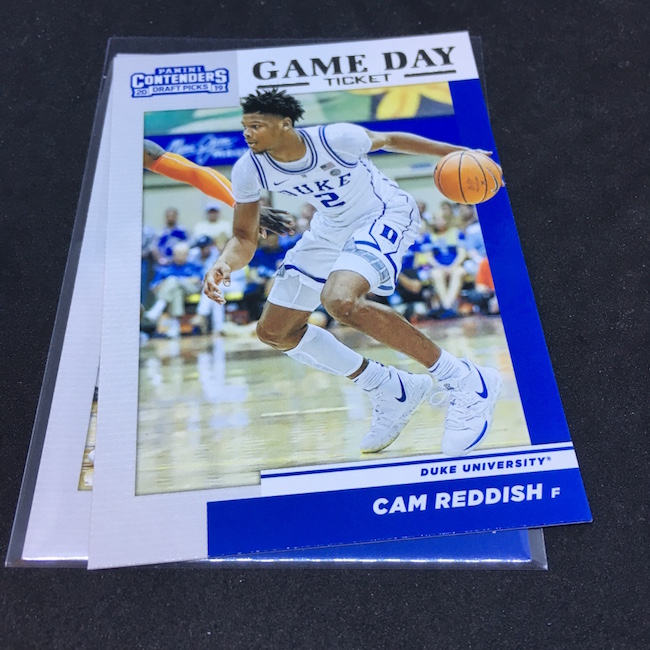 PANINI
CONTENDERS
20 DRAFT PICKS 19
GAME DAY
TICKET
DUKE
2
D
DUKE UNIVERSITY®
CAM REDDISH F